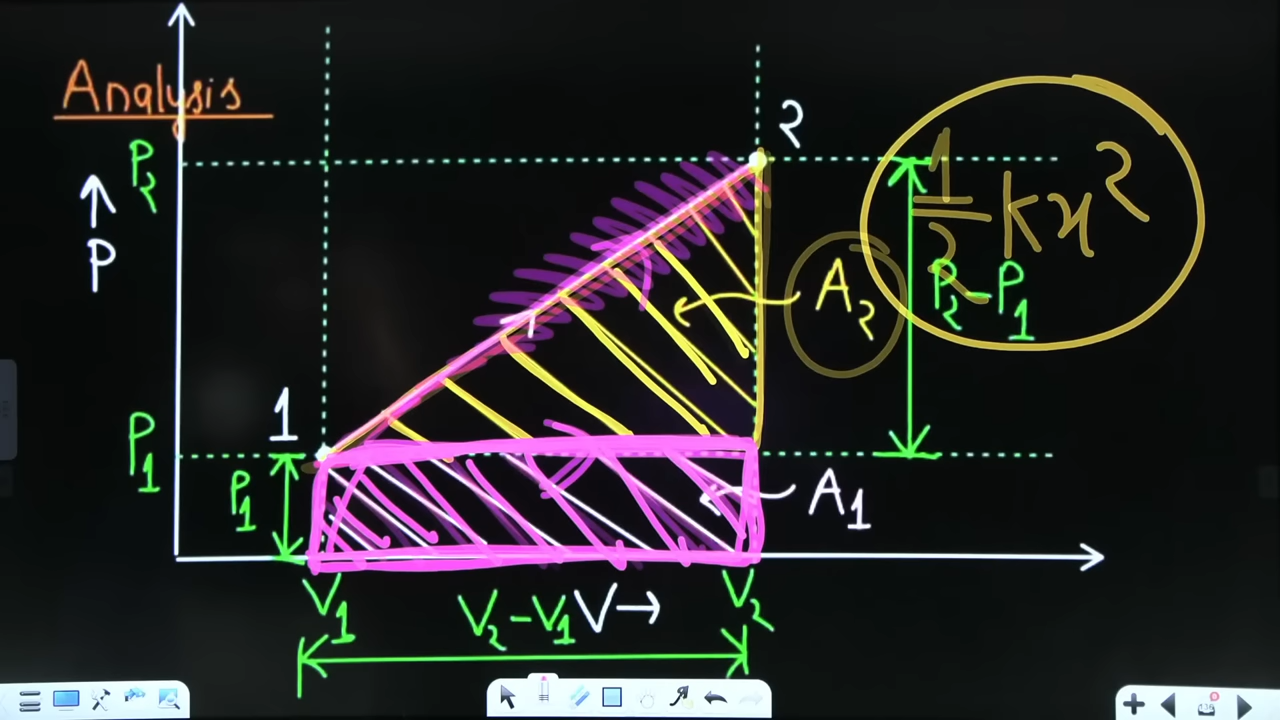 Analysis
P₂
↑
P
2
1/2 kx²
A₂
P₂-P₁
1
P₁
P₁
A₁
V₁
V₂-V₁
V→
V₂